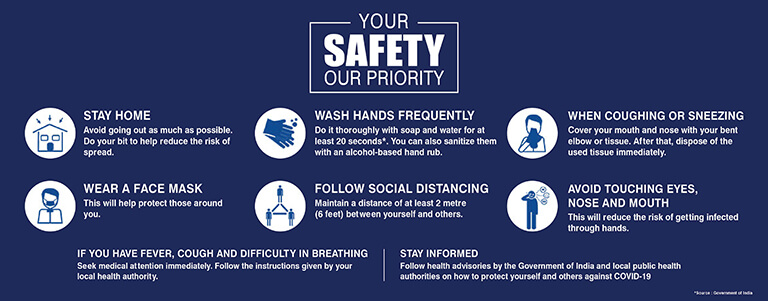 YOUR
SAFETY
OUR PRIORITY
STAY HOME
Avoid going out as much as possible.
Do your bit to help reduce the risk of
spread.
WASH HANDS FREQUENTLY
Do it thoroughly with soap and water for at
least 20 seconds*. You can also sanitize them
with an alcohol-based hand rub.
WHEN COUGHING OR SNEEZING
Cover your mouth and nose with your bent
elbow or tissue. After that, dispose of the
used tissue immediately.
WEAR A FACE MASK
This will help protect those around
you.
FOLLOW SOCIAL DISTANCING
Maintain a distance of at least 2 metre
(6 feet) between yourself and others.
AVOID TOUCHING EYES,
NOSE AND MOUTH
This will reduce the risk of getting infected
through hands.
IF YOU HAVE FEVER, COUGH AND DIFFICULTY IN BREATHING
Seek medical attention immediately. Follow the instructions given by your
local health authority.
STAY INFORMED
Follow health advisories by the Government of India and local public health
authorities on how to protect yourself and others against COVID-19
*Source : Government of India